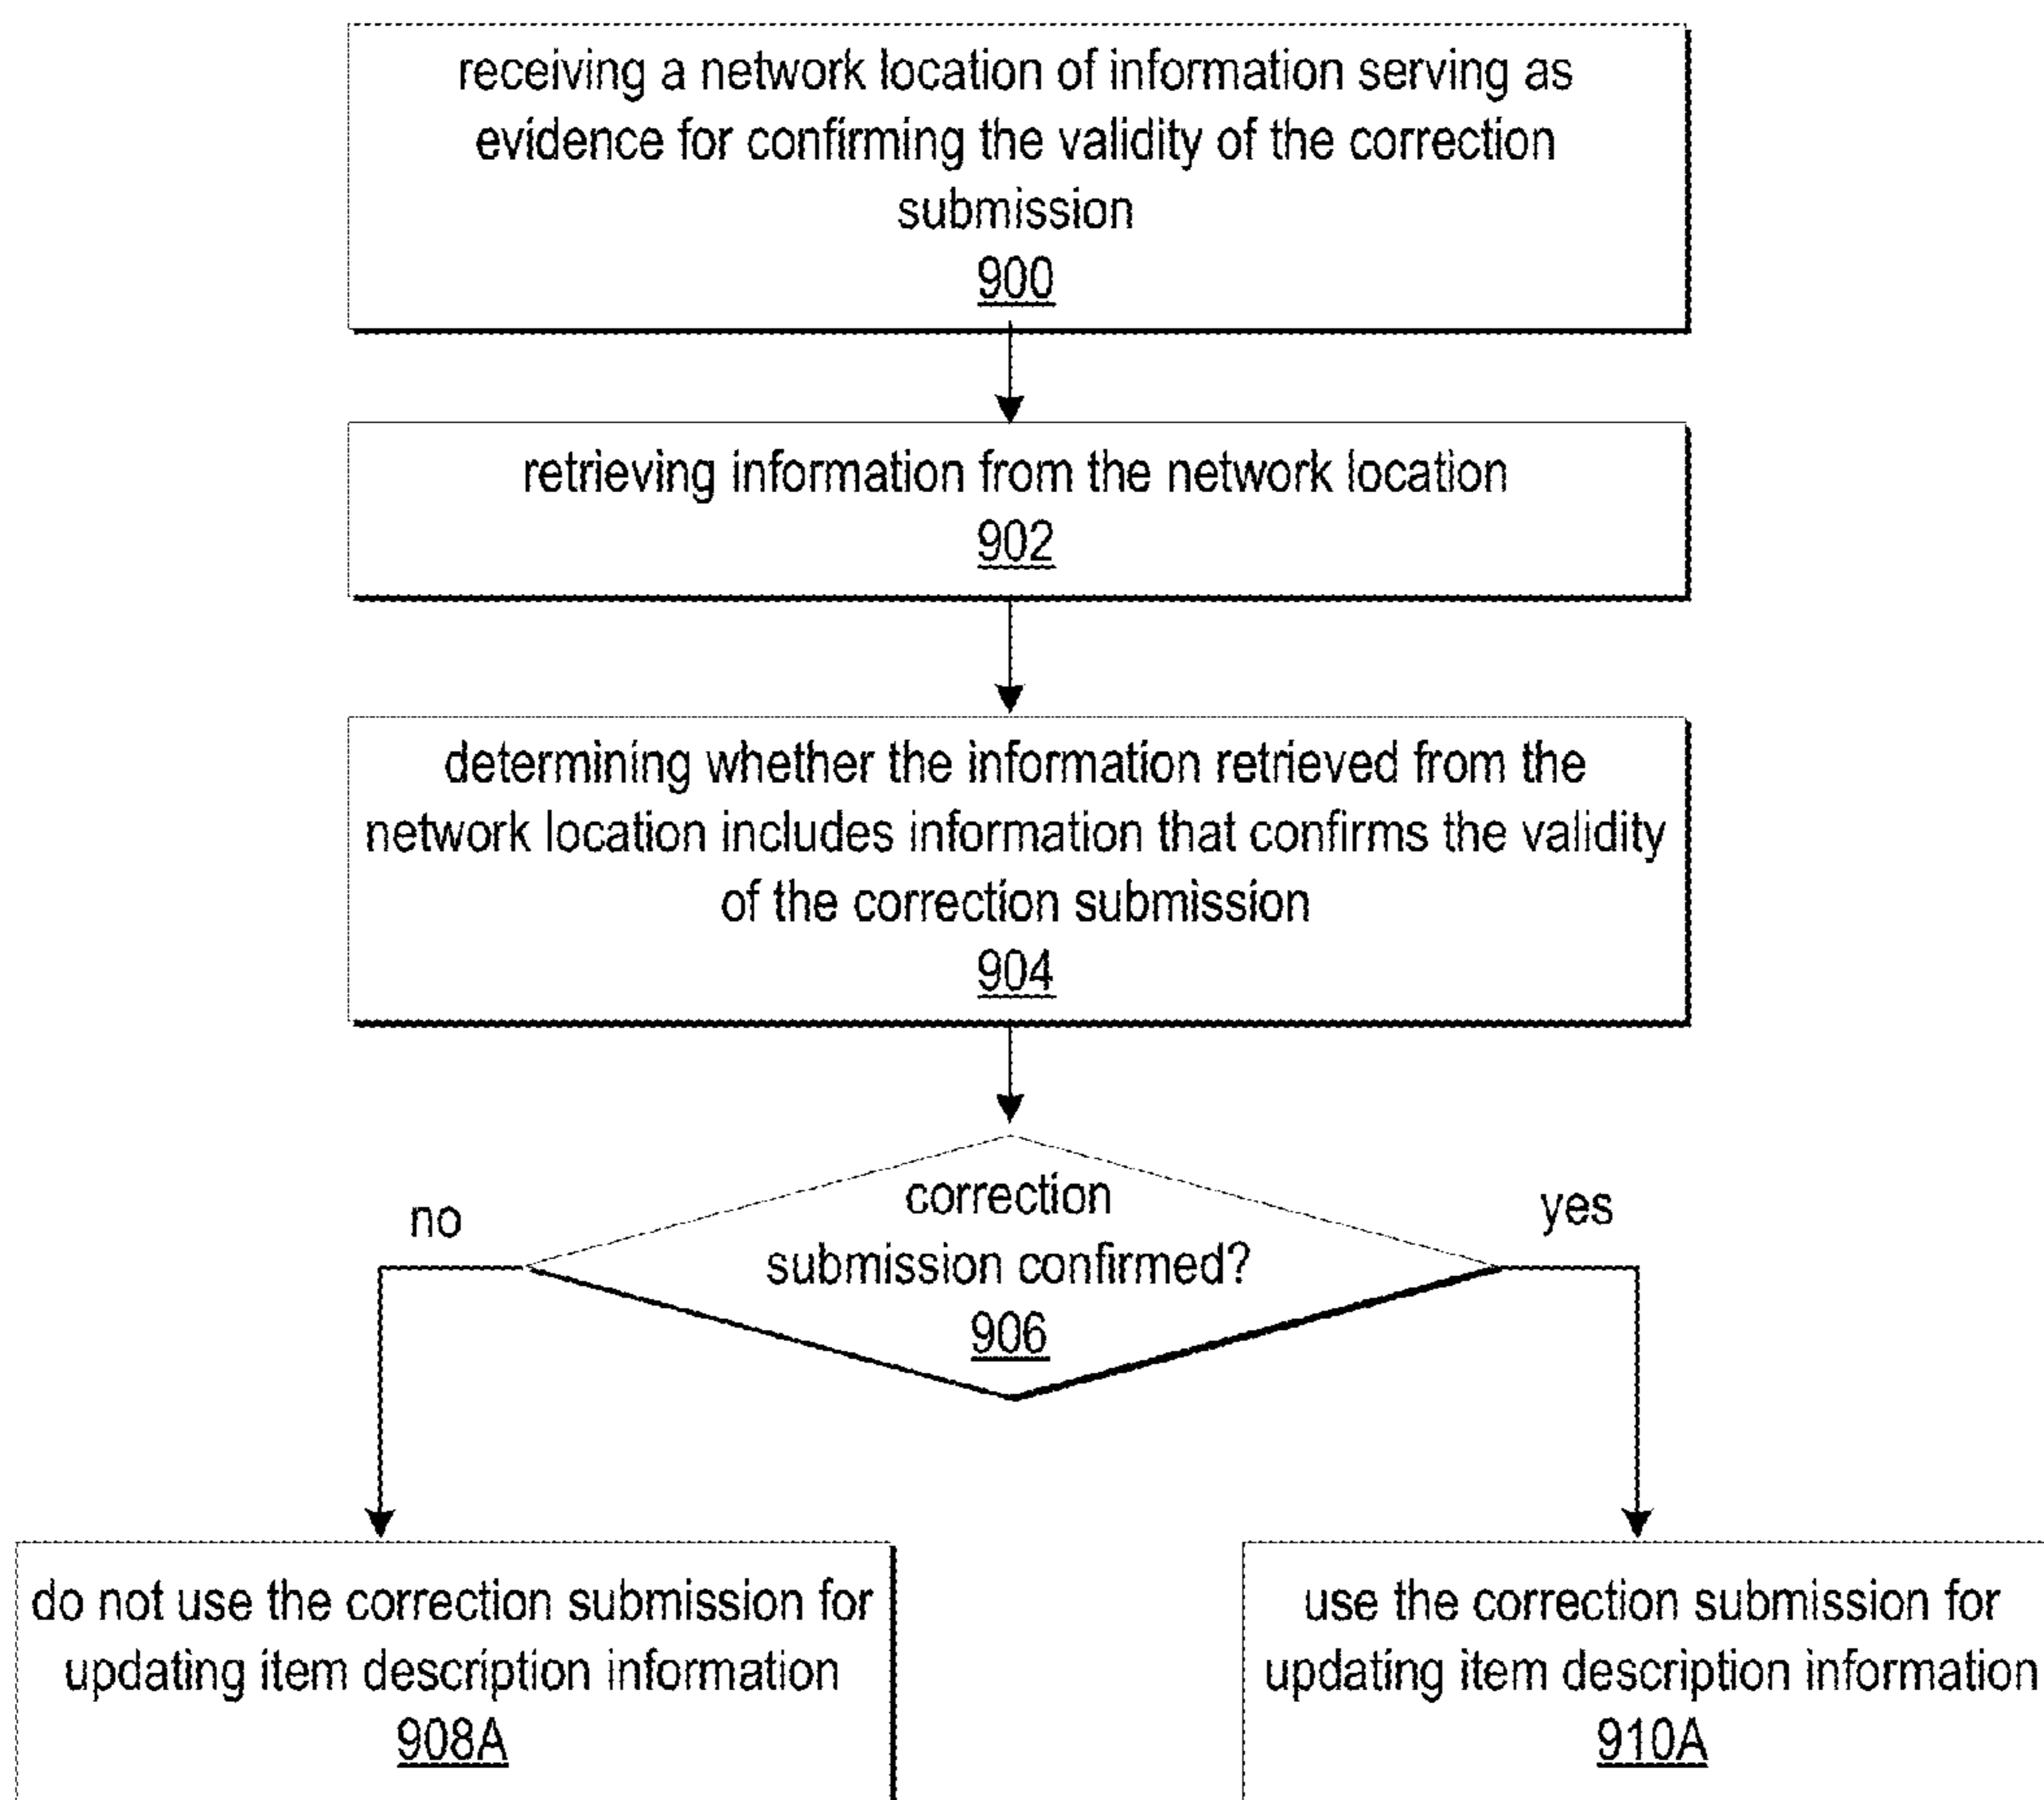 receiving a network location of information serving as
evidence for confirming the validity of the correction
submission
900
retrieving information from the network location
902
determining whether the information retrieved from the
network location includes information that confirms the validity
of the correction submission
904
correction
submission confirmed?
906
no
yes
do not use the correction submission for
updating item description information
908A
use the correction submission for
updating item description information
910A